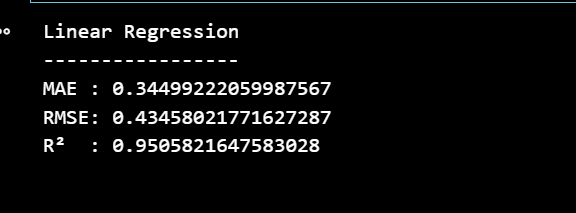 Linear Regression
-----------------
MAE : 0.34499222059987567
RMSE: 0.43458021771627287
R² : 0.9505821647583028